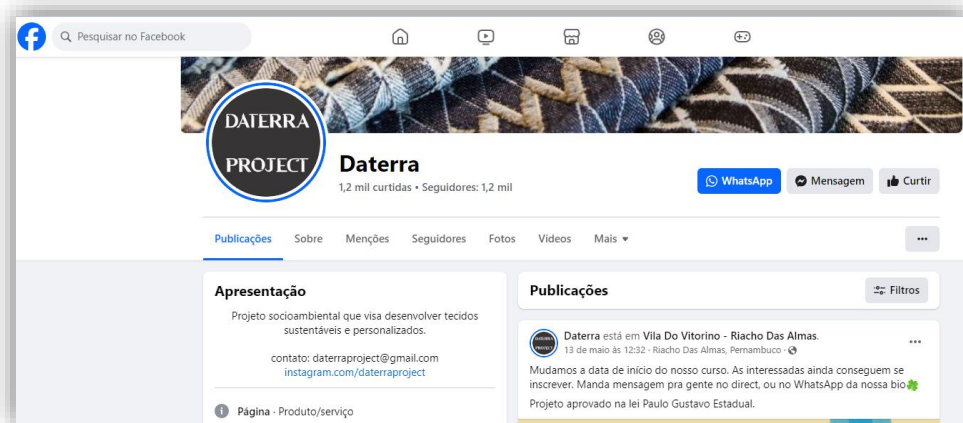 Pesquisar no Facebook
DATERRA
PROJECT
Daterra
1,2 mil curtidas • Seguidores: 1,2 mil
WhatsApp
Mensagem
Curtir
Publicações
Sobre
Menções
Seguidores
Fotos
Vídeos
Mais
Apresentação
Projeto socioambiental que visa desenvolver tecidos
sustentáveis e personalizados.
contato: daterraproject@gmail.com
instagram.com/daterraproject
Página · Produto/serviço
Publicações
Filtros
Daterra está em Vila Do Vitorino - Riacho Das Almas.
13 de maio às 12:32 · Riacho Das Almas, Pernambuco ·
Mudamos a data de início do nosso curso. As interessadas ainda conseguem se
inscrever. Manda mensagem pra gente no direct, ou no WhatsApp da nossa bio
Projeto aprovado na lei Paulo Gustavo Estadual.